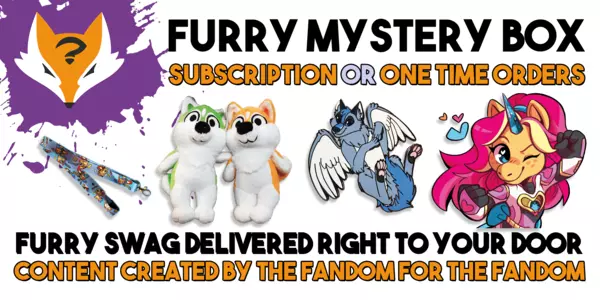 ?
FURRY MYSTERY BOX
SUBSCRIPTION OR ONE TIME ORDERS
FURRY SWAG DELIVERED RIGHT TO YOUR DOOR
CONTENT CREATED BY THE FANDOM FOR THE FANDOM